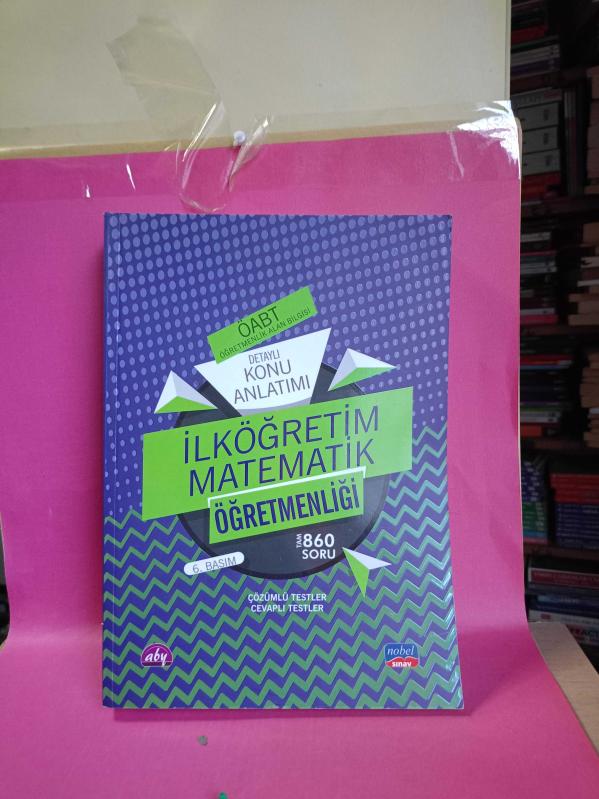 ÖABT
ÖĞRETMENLİK ALAN BİLGİSİ
DETAYLI
KONU
ANLATIMI
İLKÖĞRETİM
MATEMATİK
ÖĞRETMENLİĞİ
TAM 860
SORU
6. BASIM
ÇÖZÜMLÜ TESTLER
CEVAPLI TESTLER
aby
nobel
sınav